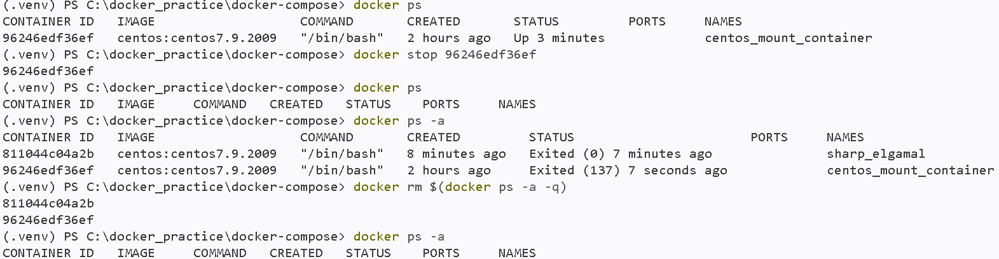 (.venv) PS C:\docker_practice\docker-compose> docker ps
CONTAINER ID   IMAGE                   COMMAND       CREATED       STATUS         PORTS     NAMES
96246edf36ef   centos:centos7.9.2009   "/bin/bash"   2 hours ago   Up 3 minutes             centos_mount_container
(.venv) PS C:\docker_practice\docker-compose> docker stop 96246edf36ef
96246edf36ef
(.venv) PS C:\docker_practice\docker-compose> docker ps
CONTAINER ID   IMAGE     COMMAND   CREATED   STATUS    PORTS     NAMES
(.venv) PS C:\docker_practice\docker-compose> docker ps -a
CONTAINER ID   IMAGE                   COMMAND       CREATED         STATUS                       PORTS     NAMES
811044c04a2b   centos:centos7.9.2009   "/bin/bash"   8 minutes ago   Exited (0) 7 minutes ago               sharp_elgamal
96246edf36ef   centos:centos7.9.2009   "/bin/bash"   2 hours ago     Exited (137) 7 seconds ago             centos_mount_container
(.venv) PS C:\docker_practice\docker-compose> docker rm $(docker ps -a -q)
811044c04a2b
96246edf36ef
(.venv) PS C:\docker_practice\docker-compose> docker ps -a
CONTAINER ID   IMAGE     COMMAND   CREATED   STATUS    PORTS     NAMES